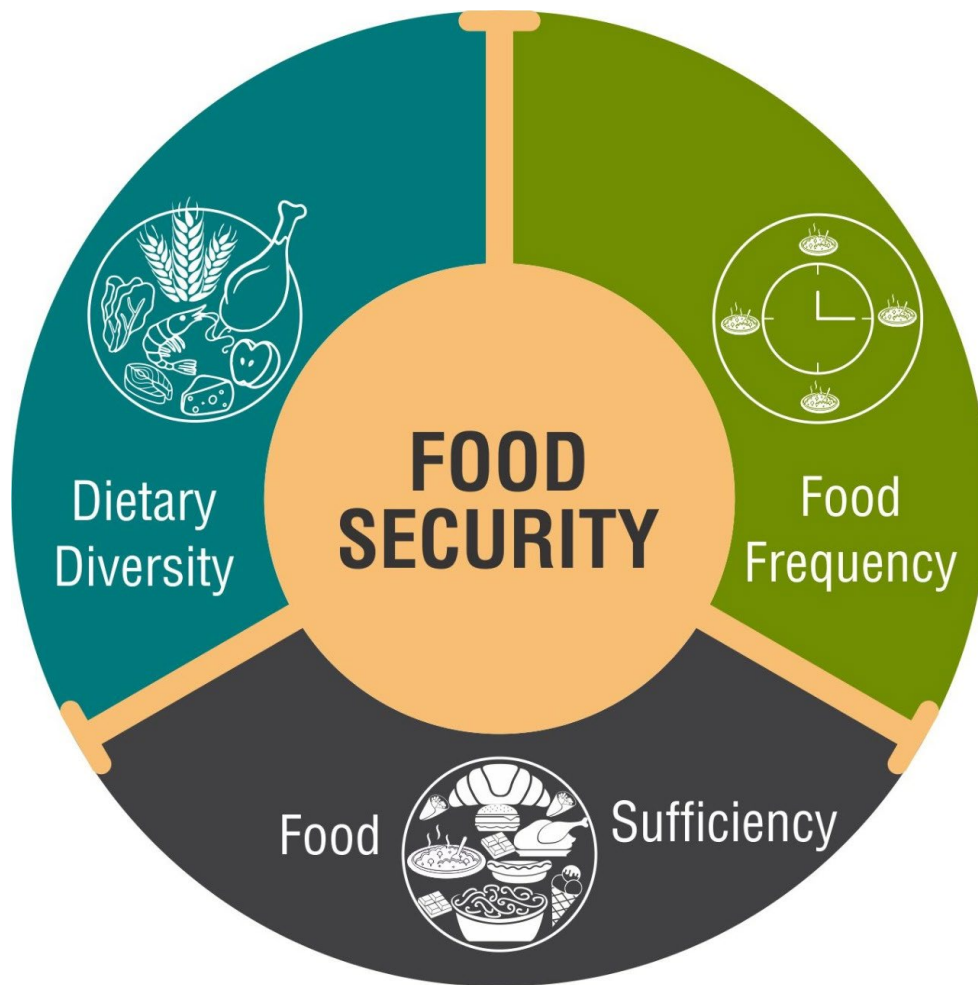 FOOD
SECURITY
Dietary
Diversity
Food
Frequency
Food Sufficiency